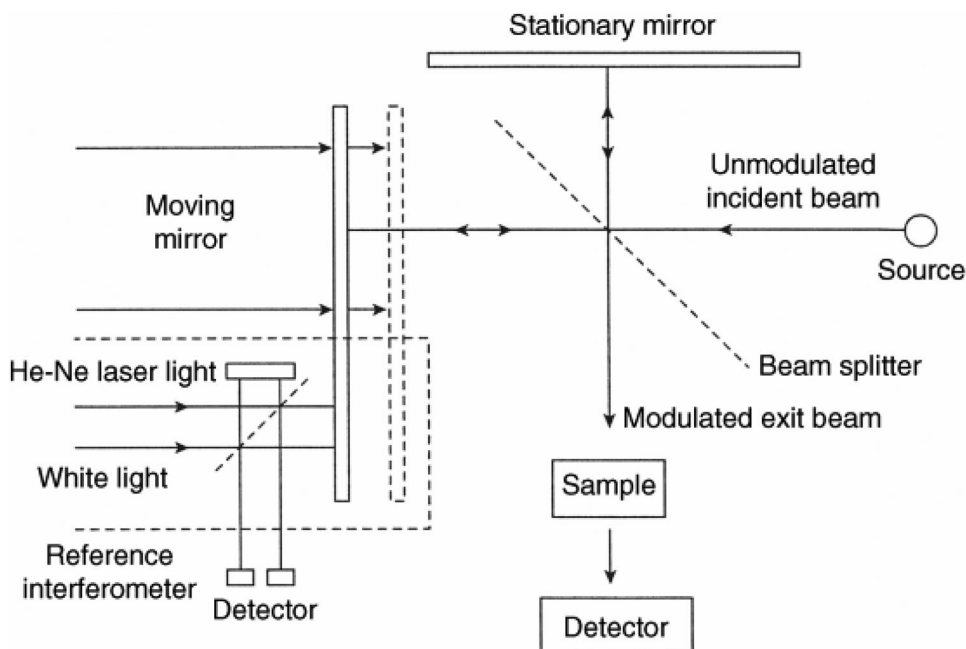 Stationary mirror
Unmodulated
incident beam
Moving
mirror
Source
Beam splitter
He-Ne laser light
Modulated exit beam
White light
Sample
Reference
interferometer
Detector
Detector